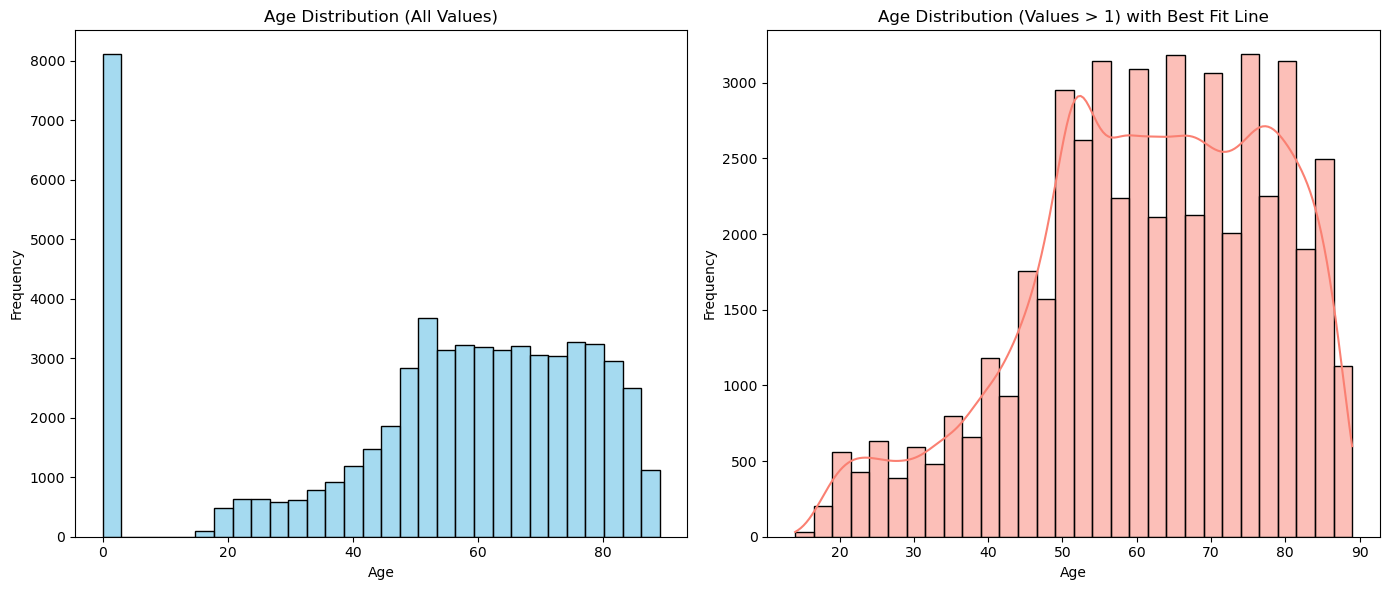 Age Distribution (All Values)
8000
7000
6000
5000
4000
3000
2000
1000
0
Frequency
0 20 40 60 80
Age
Age Distribution (Values > 1) with Best Fit Line
3000
2500
2000
1500
1000
500
0
Frequency
20 30 40 50 60 70 80 90
Age